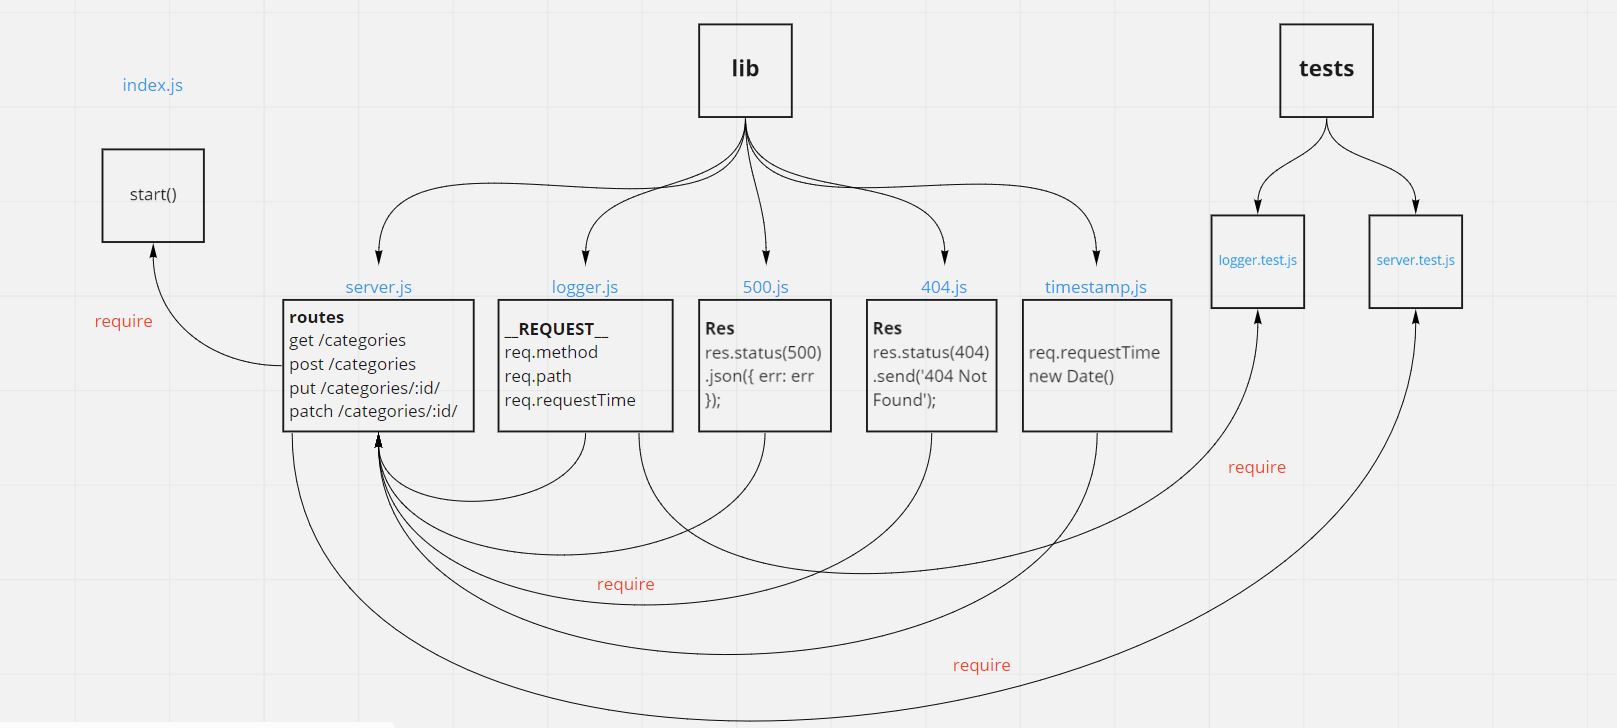 lib
tests
index.js
start()
logger.test.js
server.test.js
server.js
logger.js
500.js
404.js
timestamp,js
routes
get /categories
post /categories
put /categories/:id/
patch /categories/:id/
__REQUEST__
req.method
req.path
req.requestTime
Res
res.status(500)
.json({ err: err
});
Res
res.status(404)
.send('404 Not
Found');
req.requestTime
new Date()
require
require
require
require